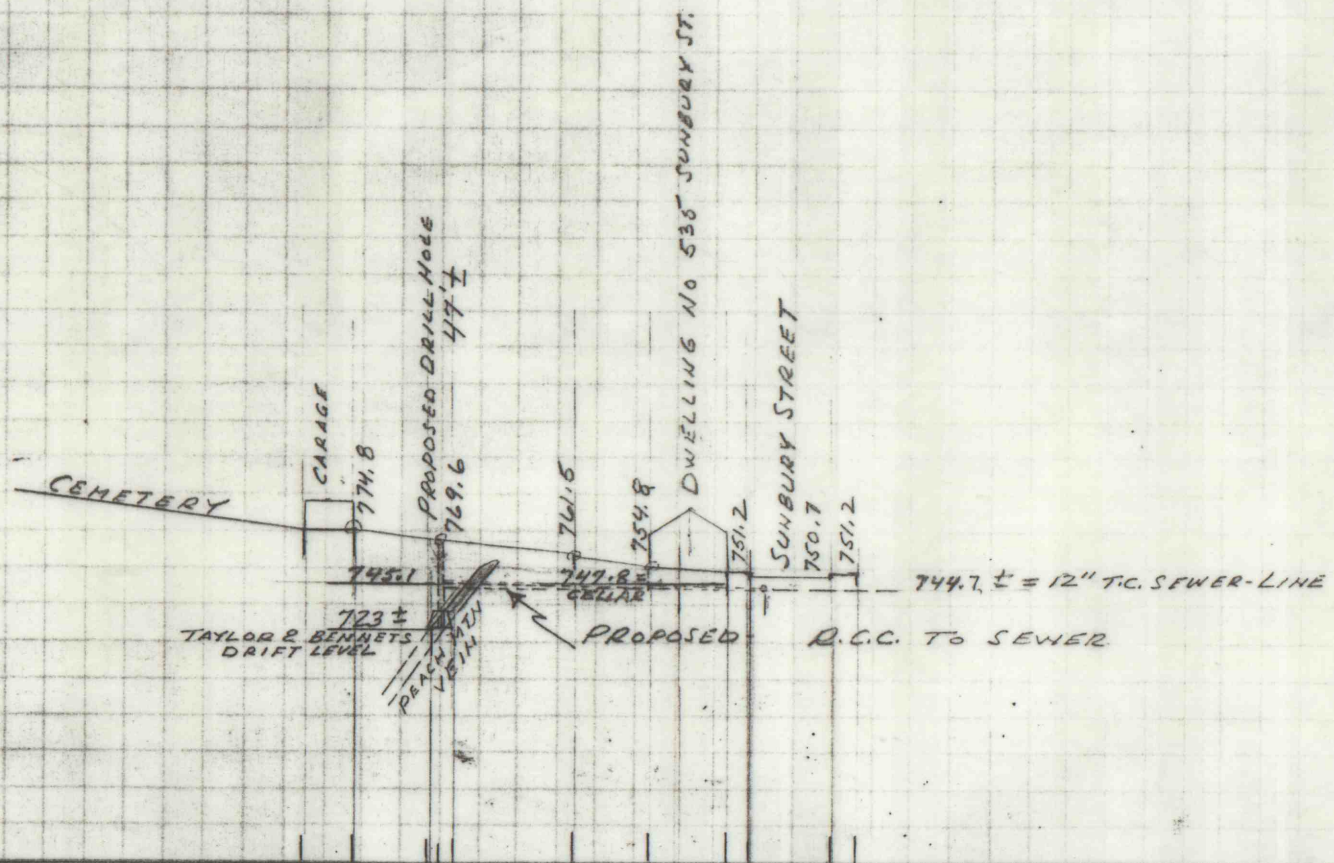 CEMETERY
GARAGE
774.8
PROPOSED DRILL HOLE
47' ±
769.6
761.5
754.8
DWELLING NO 535 SUNBURY ST.
751.2
SUNBURY STREET
750.7
751.2
745.1
747.8 =
CELLAR
744.7 ± = 12" T.C. SEWER-LINE
723 ±
TAYLOR & BENNETS
DRIFT LEVEL
PEACH MTN
VEIN
PROPOSED R.C.C. TO SEWER